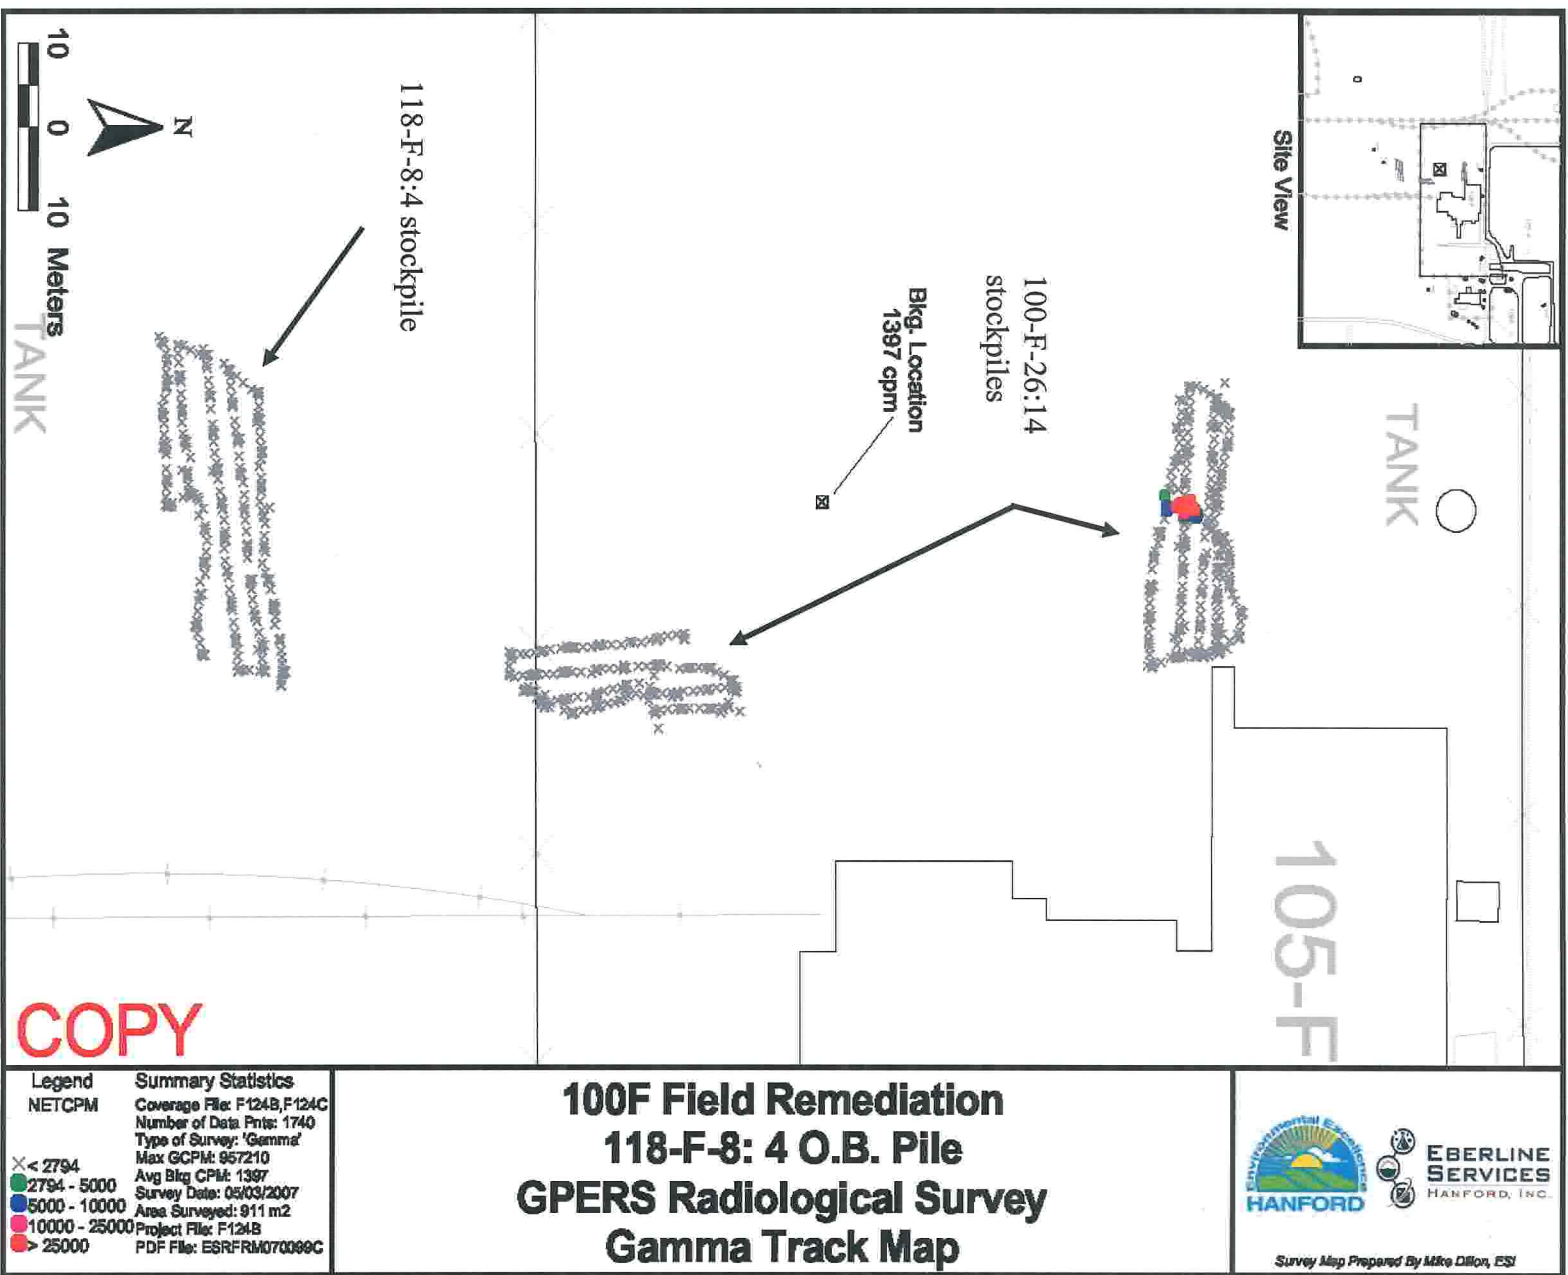 Site View
TANK
100-F-26:14
stockpiles
Bkg. Location
1397 cpm
118-F-8:4 stockpile
N
10 0 10 Meters
TANK
105-F
COPY
Legend
NETCPM
< 2794
2794 - 5000
5000 - 10000
10000 - 25000
> 25000
Summary Statistics
Coverage File: F124B,F124C
Number of Data Pnts: 1740
Type of Survey: 'Gamma'
Max GCPM: 957210
Avg Bkg CPM: 1397
Survey Date: 05/03/2007
Area Surveyed: 911 m2
Project File: F124B
PDF File: ESRFRM070099C
100F Field Remediation
118-F-8: 4 O.B. Pile
GPERS Radiological Survey
Gamma Track Map
Environmental Excellence
HANFORD
EBERLINE
SERVICES
HANFORD, INC.
Survey Map Prepared By Mike Dillon, ESI